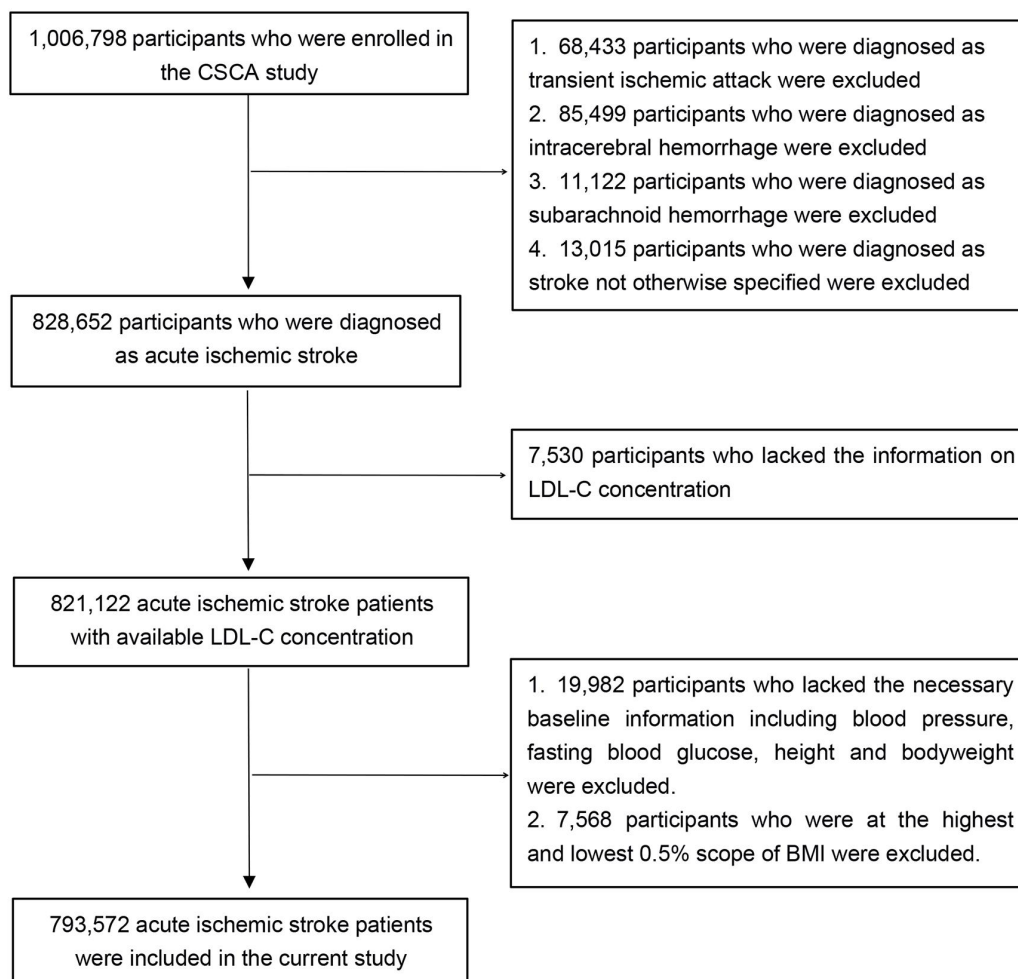 1,006,798 participants who were enrolled in
the CSCA study
1. 68,433 participants who were diagnosed as
transient ischemic attack were excluded
2. 85,499 participants who were diagnosed as
intracerebral hemorrhage were excluded
3. 11,122 participants who were diagnosed as
subarachnoid hemorrhage were excluded
4. 13,015 participants who were diagnosed as
stroke not otherwise specified were excluded
828,652 participants who were diagnosed
as acute ischemic stroke
7,530 participants who lacked the information on
LDL-C concentration
821,122 acute ischemic stroke patients
with available LDL-C concentration
1. 19,982 participants who lacked the necessary
baseline information including blood pressure,
fasting blood glucose, height and bodyweight
were excluded.
2. 7,568 participants who were at the highest
and lowest 0.5% scope of BMI were excluded.
793,572 acute ischemic stroke patients
were included in the current study